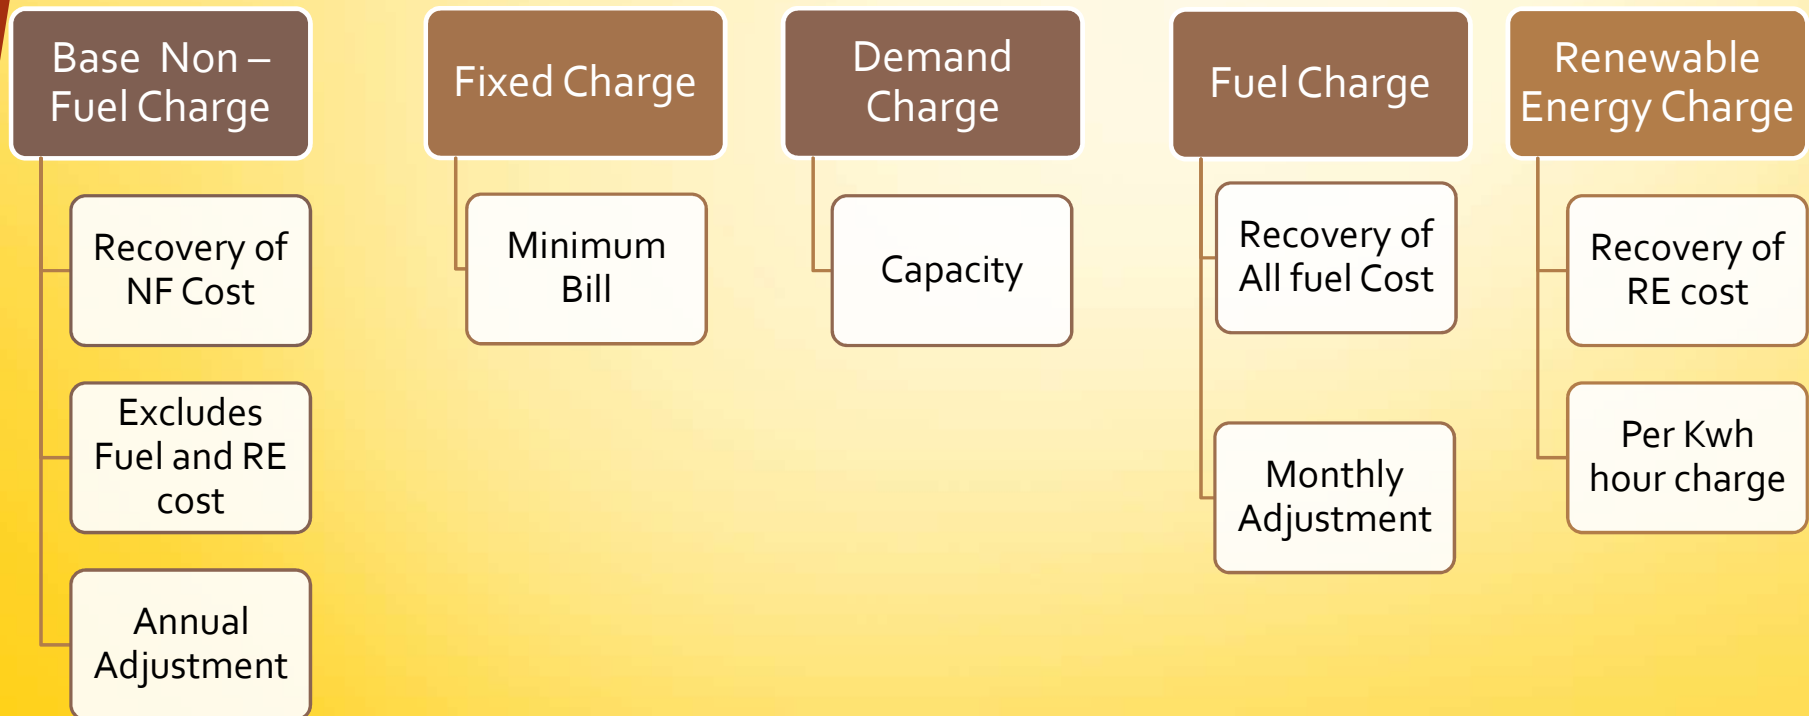 Base Non –
Fuel Charge
Recovery of
NF Cost
Excludes
Fuel and RE
cost
Annual
Adjustment
Fixed Charge
Minimum
Bill
Demand
Charge
Capacity
Fuel Charge
Recovery of
All fuel Cost
Monthly
Adjustment
Renewable
Energy Charge
Recovery of
RE cost
Per Kwh
hour charge